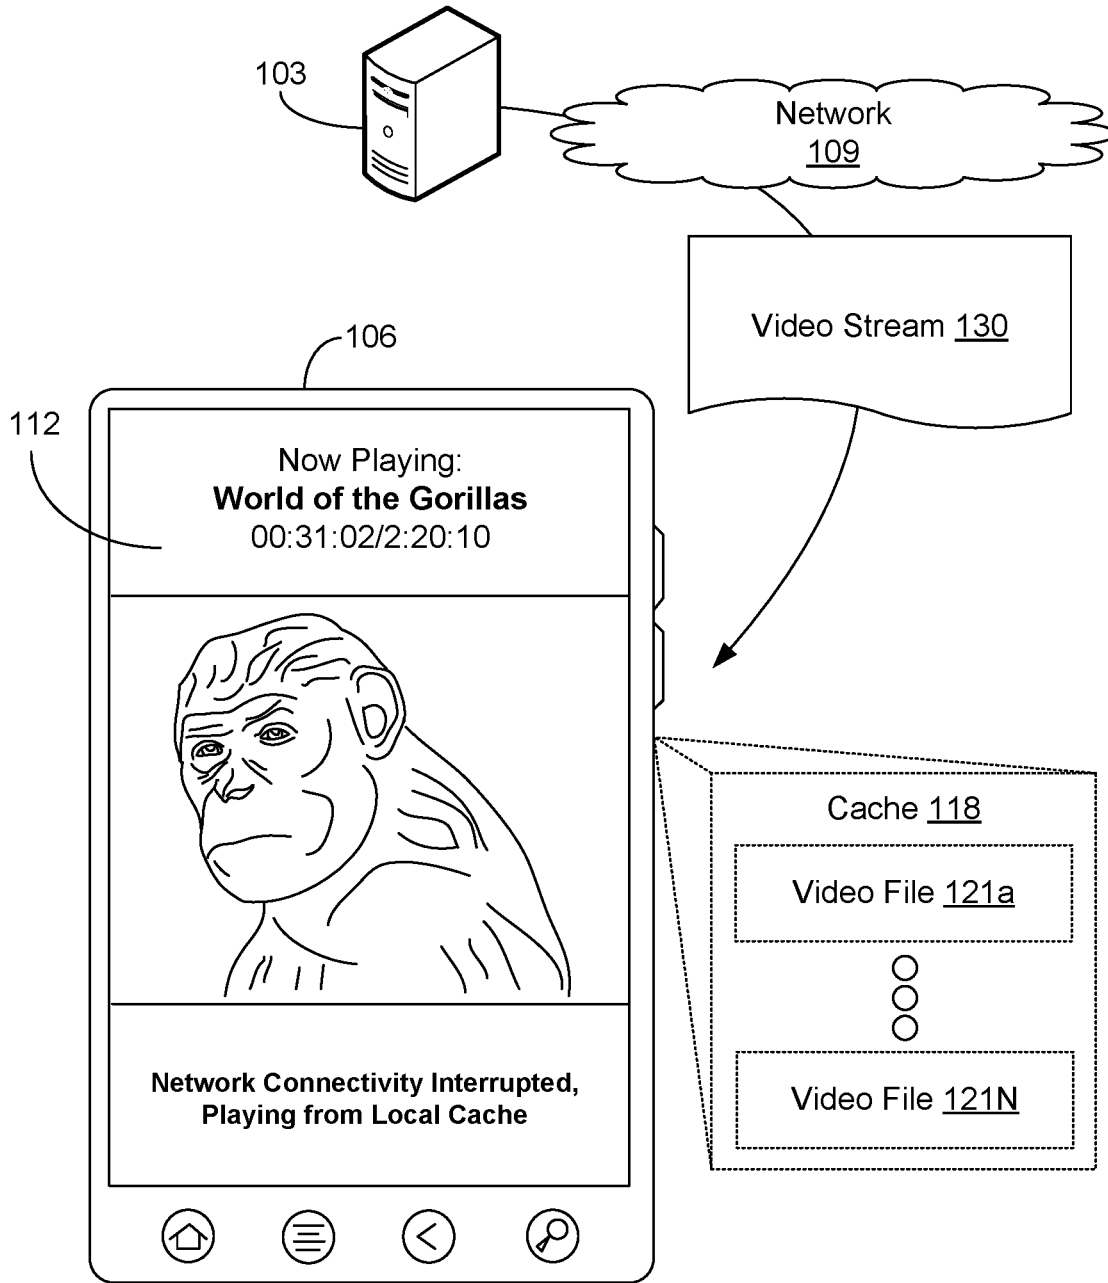 103
Network
109
Video Stream 130
106
112
Now Playing:
World of the Gorillas
00:31:02/2:20:10
Cache 118
Video File 121a
Video File 121N
Network Connectivity Interrupted,
Playing from Local Cache